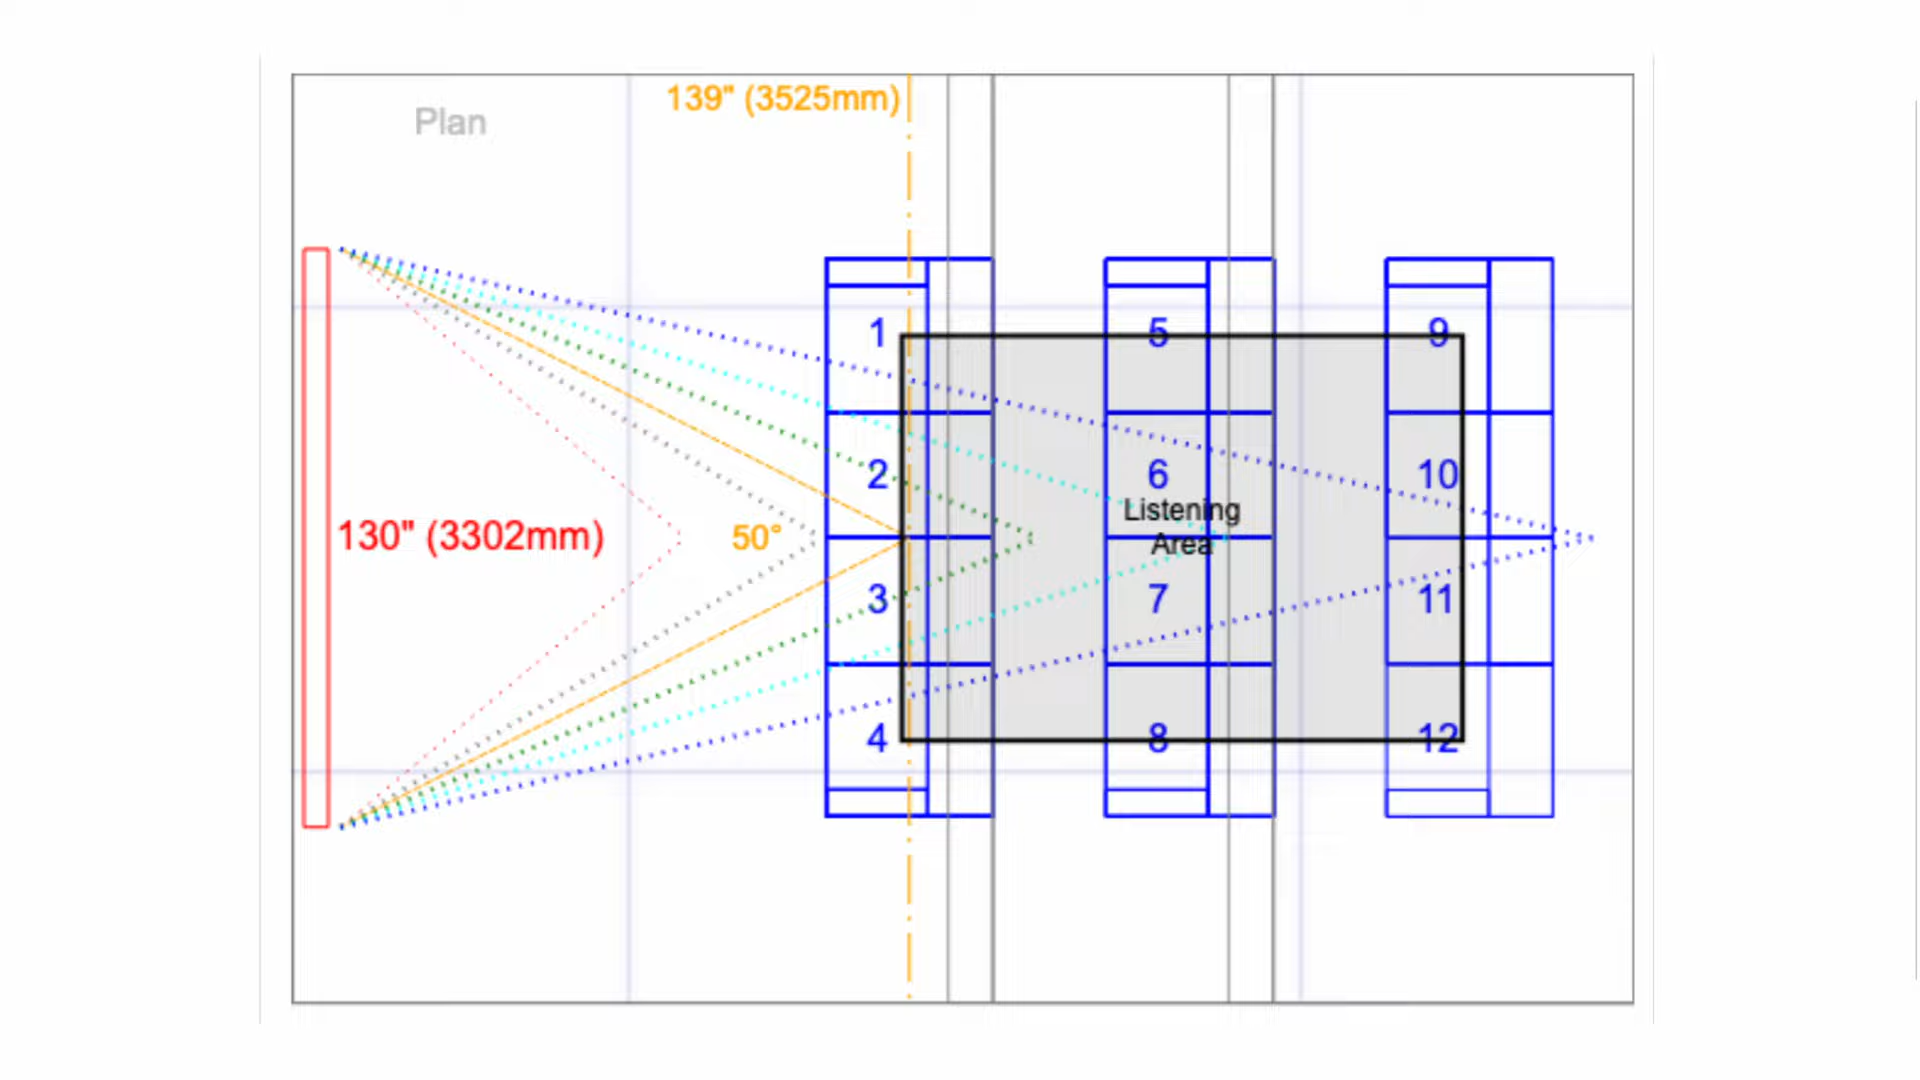 139" (3525mm)
Plan
1 5 9
2 6 10
Listening
Area
130" (3302mm)
50°
3 7 11
4 8 12